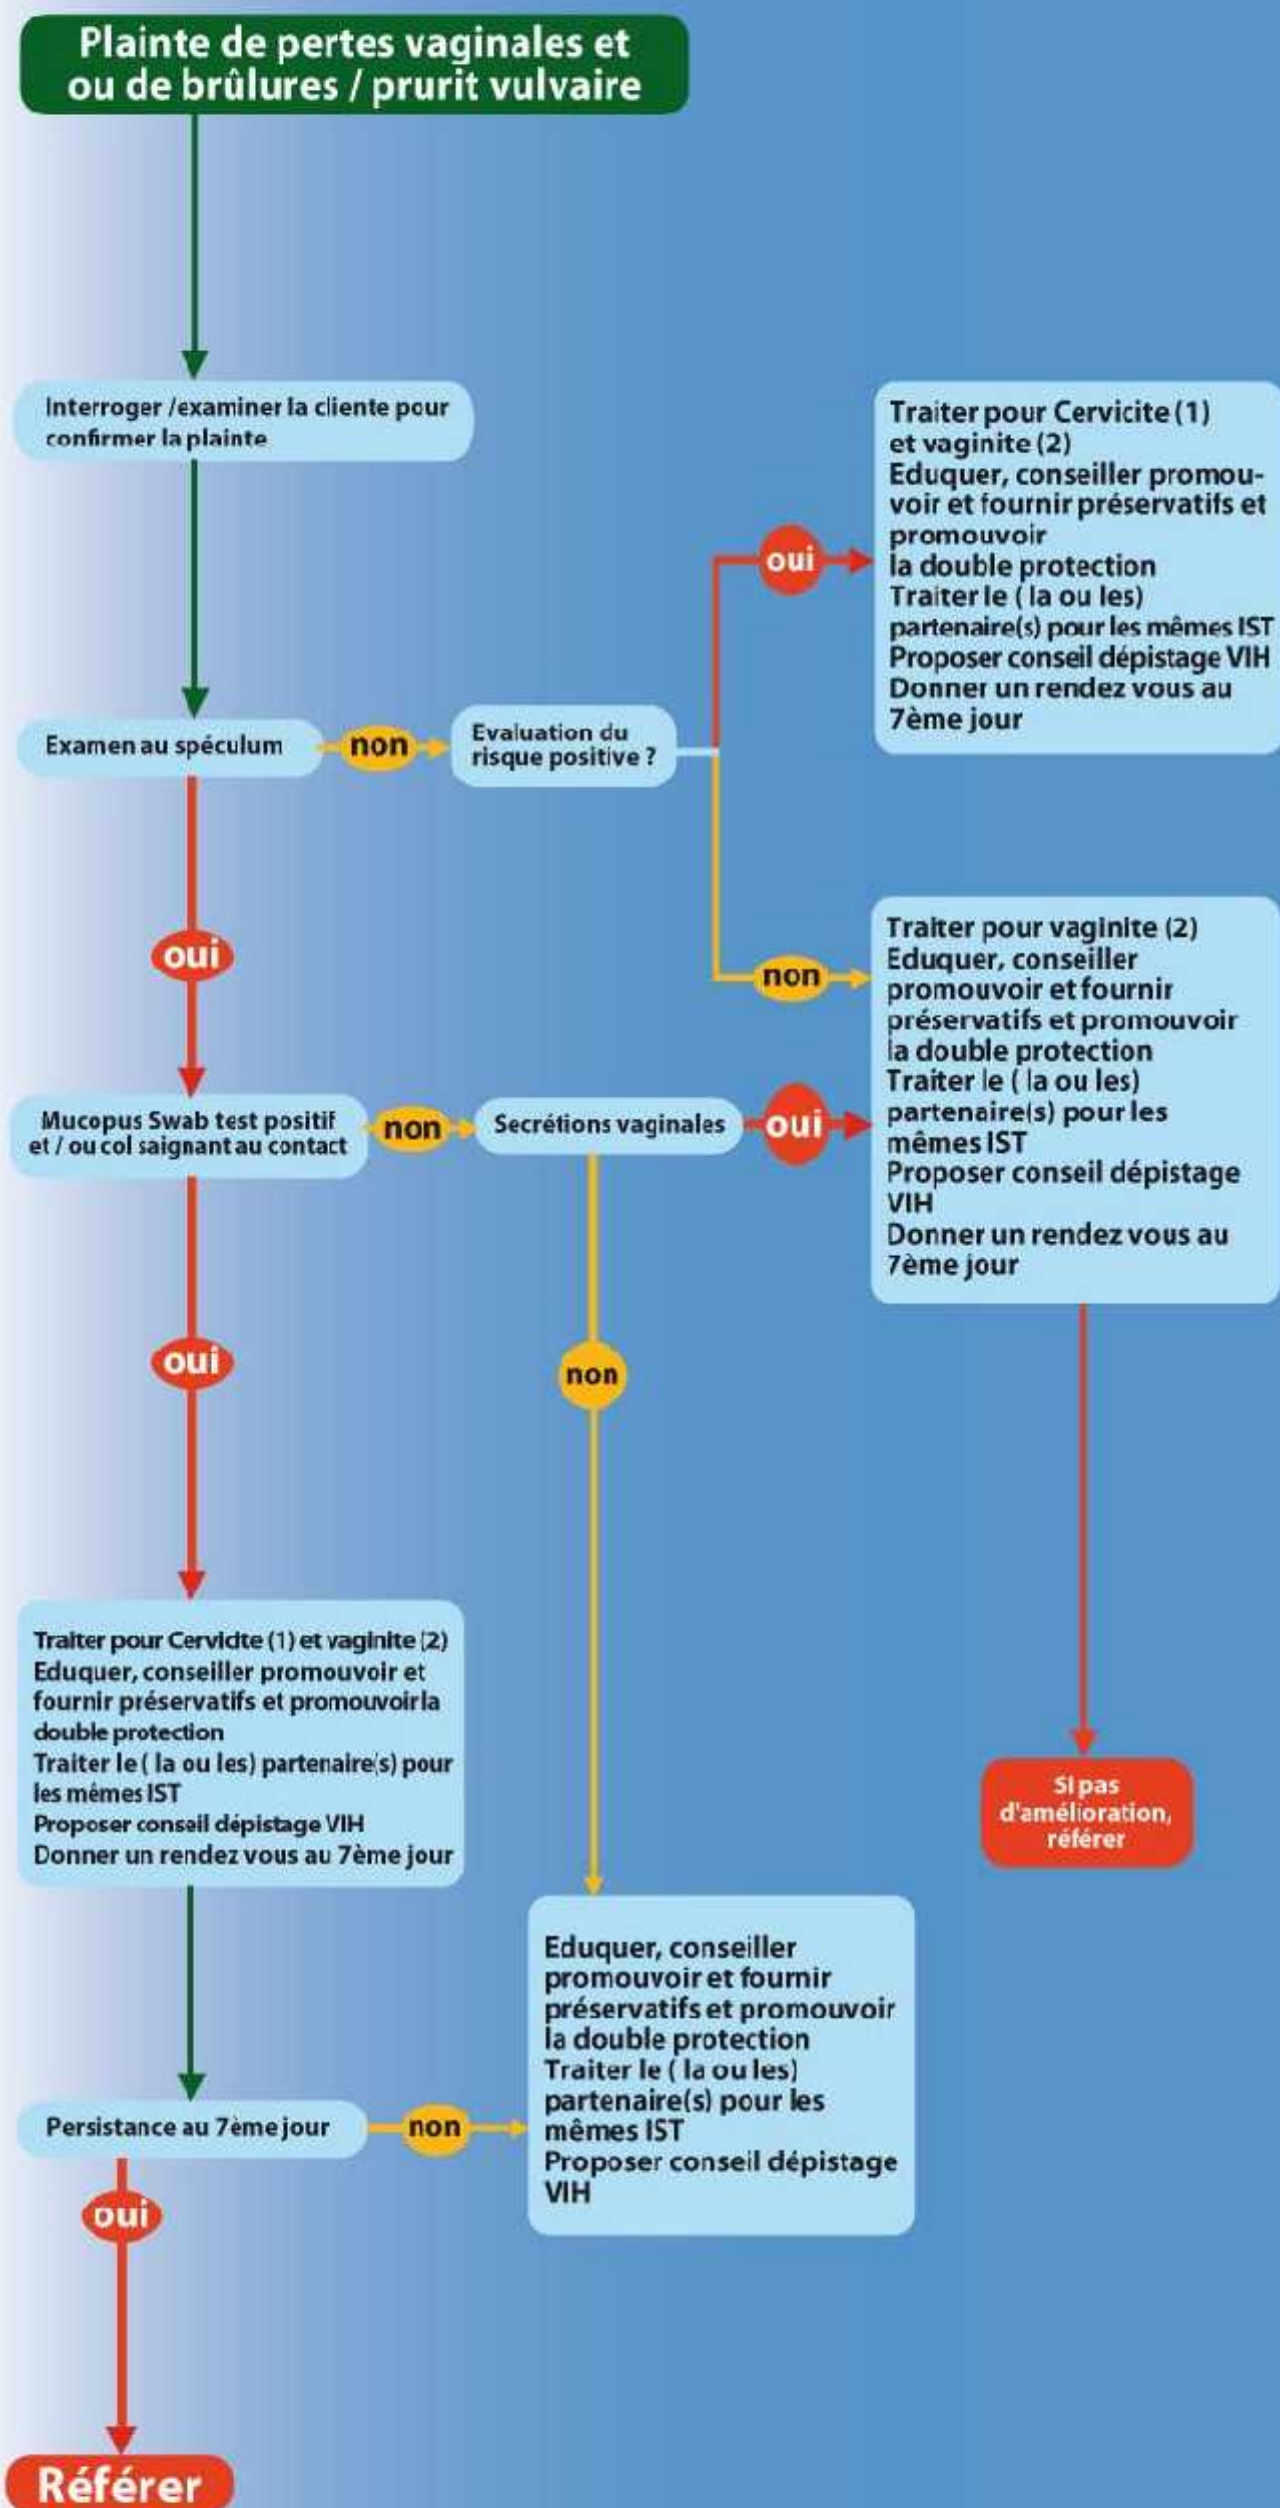 Plainte de pertes vaginales et
ou de brûlures / prurit vulvaire
Interroger /examiner la cliente pour
confirmer la plainte
Traiter pour Cervicite (1)
et vaginite (2)
Eduquer, conseiller promou-
voir et fournir préservatifs et
promouvoir
la double protection
Traiter le ( la ou les)
partenaire(s) pour les mêmes IST
Proposer conseil dépistage VIH
Donner un rendez vous au
7ème jour
oui
Examen au spéculum
non
Evaluation du
risque positive ?
oui
non
Traiter pour vaginite (2)
Eduquer, conseiller
promouvoir et fournir
préservatifs et promouvoir
la double protection
Traiter le ( la ou les)
partenaire(s) pour les
mêmes IST
Proposer conseil dépistage
VIH
Donner un rendez vous au
7ème jour
Mucopus Swab test positif
et / ou col saignant au contact
non
Secrétions vaginales
oui
oui
non
Traiter pour Cervicite (1) et vaginite (2)
Eduquer, conseiller promouvoir et
fournir préservatifs et promouvoir la
double protection
Traiter le ( la ou les) partenaire(s) pour
les mêmes IST
Proposer conseil dépistage VIH
Donner un rendez vous au 7ème jour
Si pas
d'amélioration,
référer
Eduquer, conseiller
promouvoir et fournir
préservatifs et promouvoir
la double protection
Traiter le ( la ou les)
partenaire(s) pour les
mêmes IST
Proposer conseil dépistage
VIH
Persistance au 7ème jour
non
oui
Référer